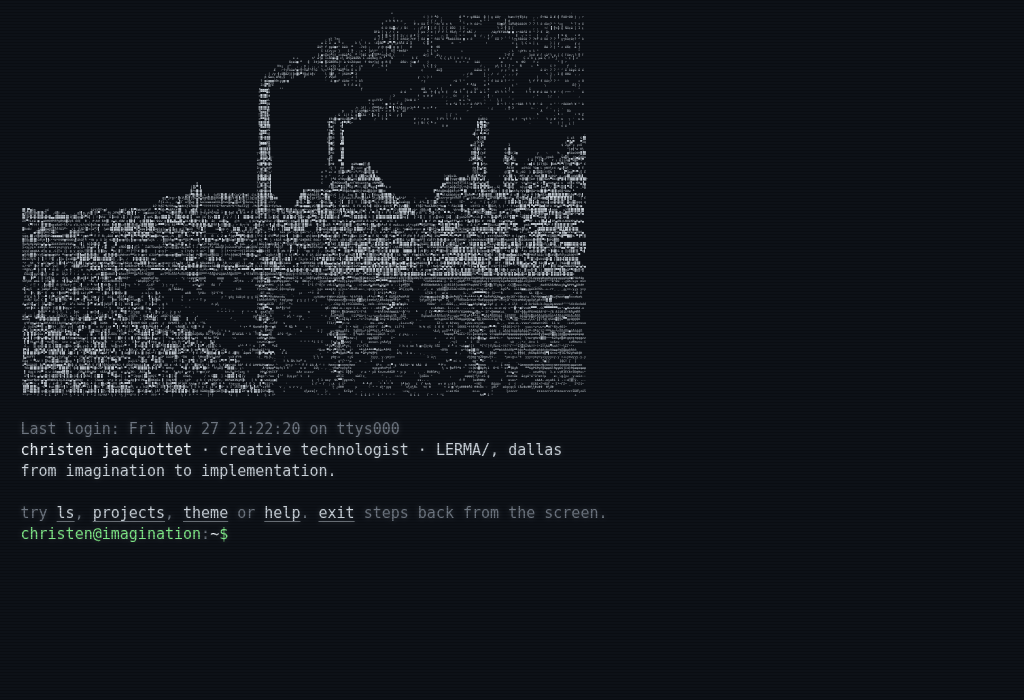 Last login: Fri Nov 27 21:22:20 on ttys000
christen jacquottet · creative technologist · LERMA/, dallas
from imagination to implementation.
try ls, projects, theme or help. exit steps back from the screen.
christen@imagination:~$